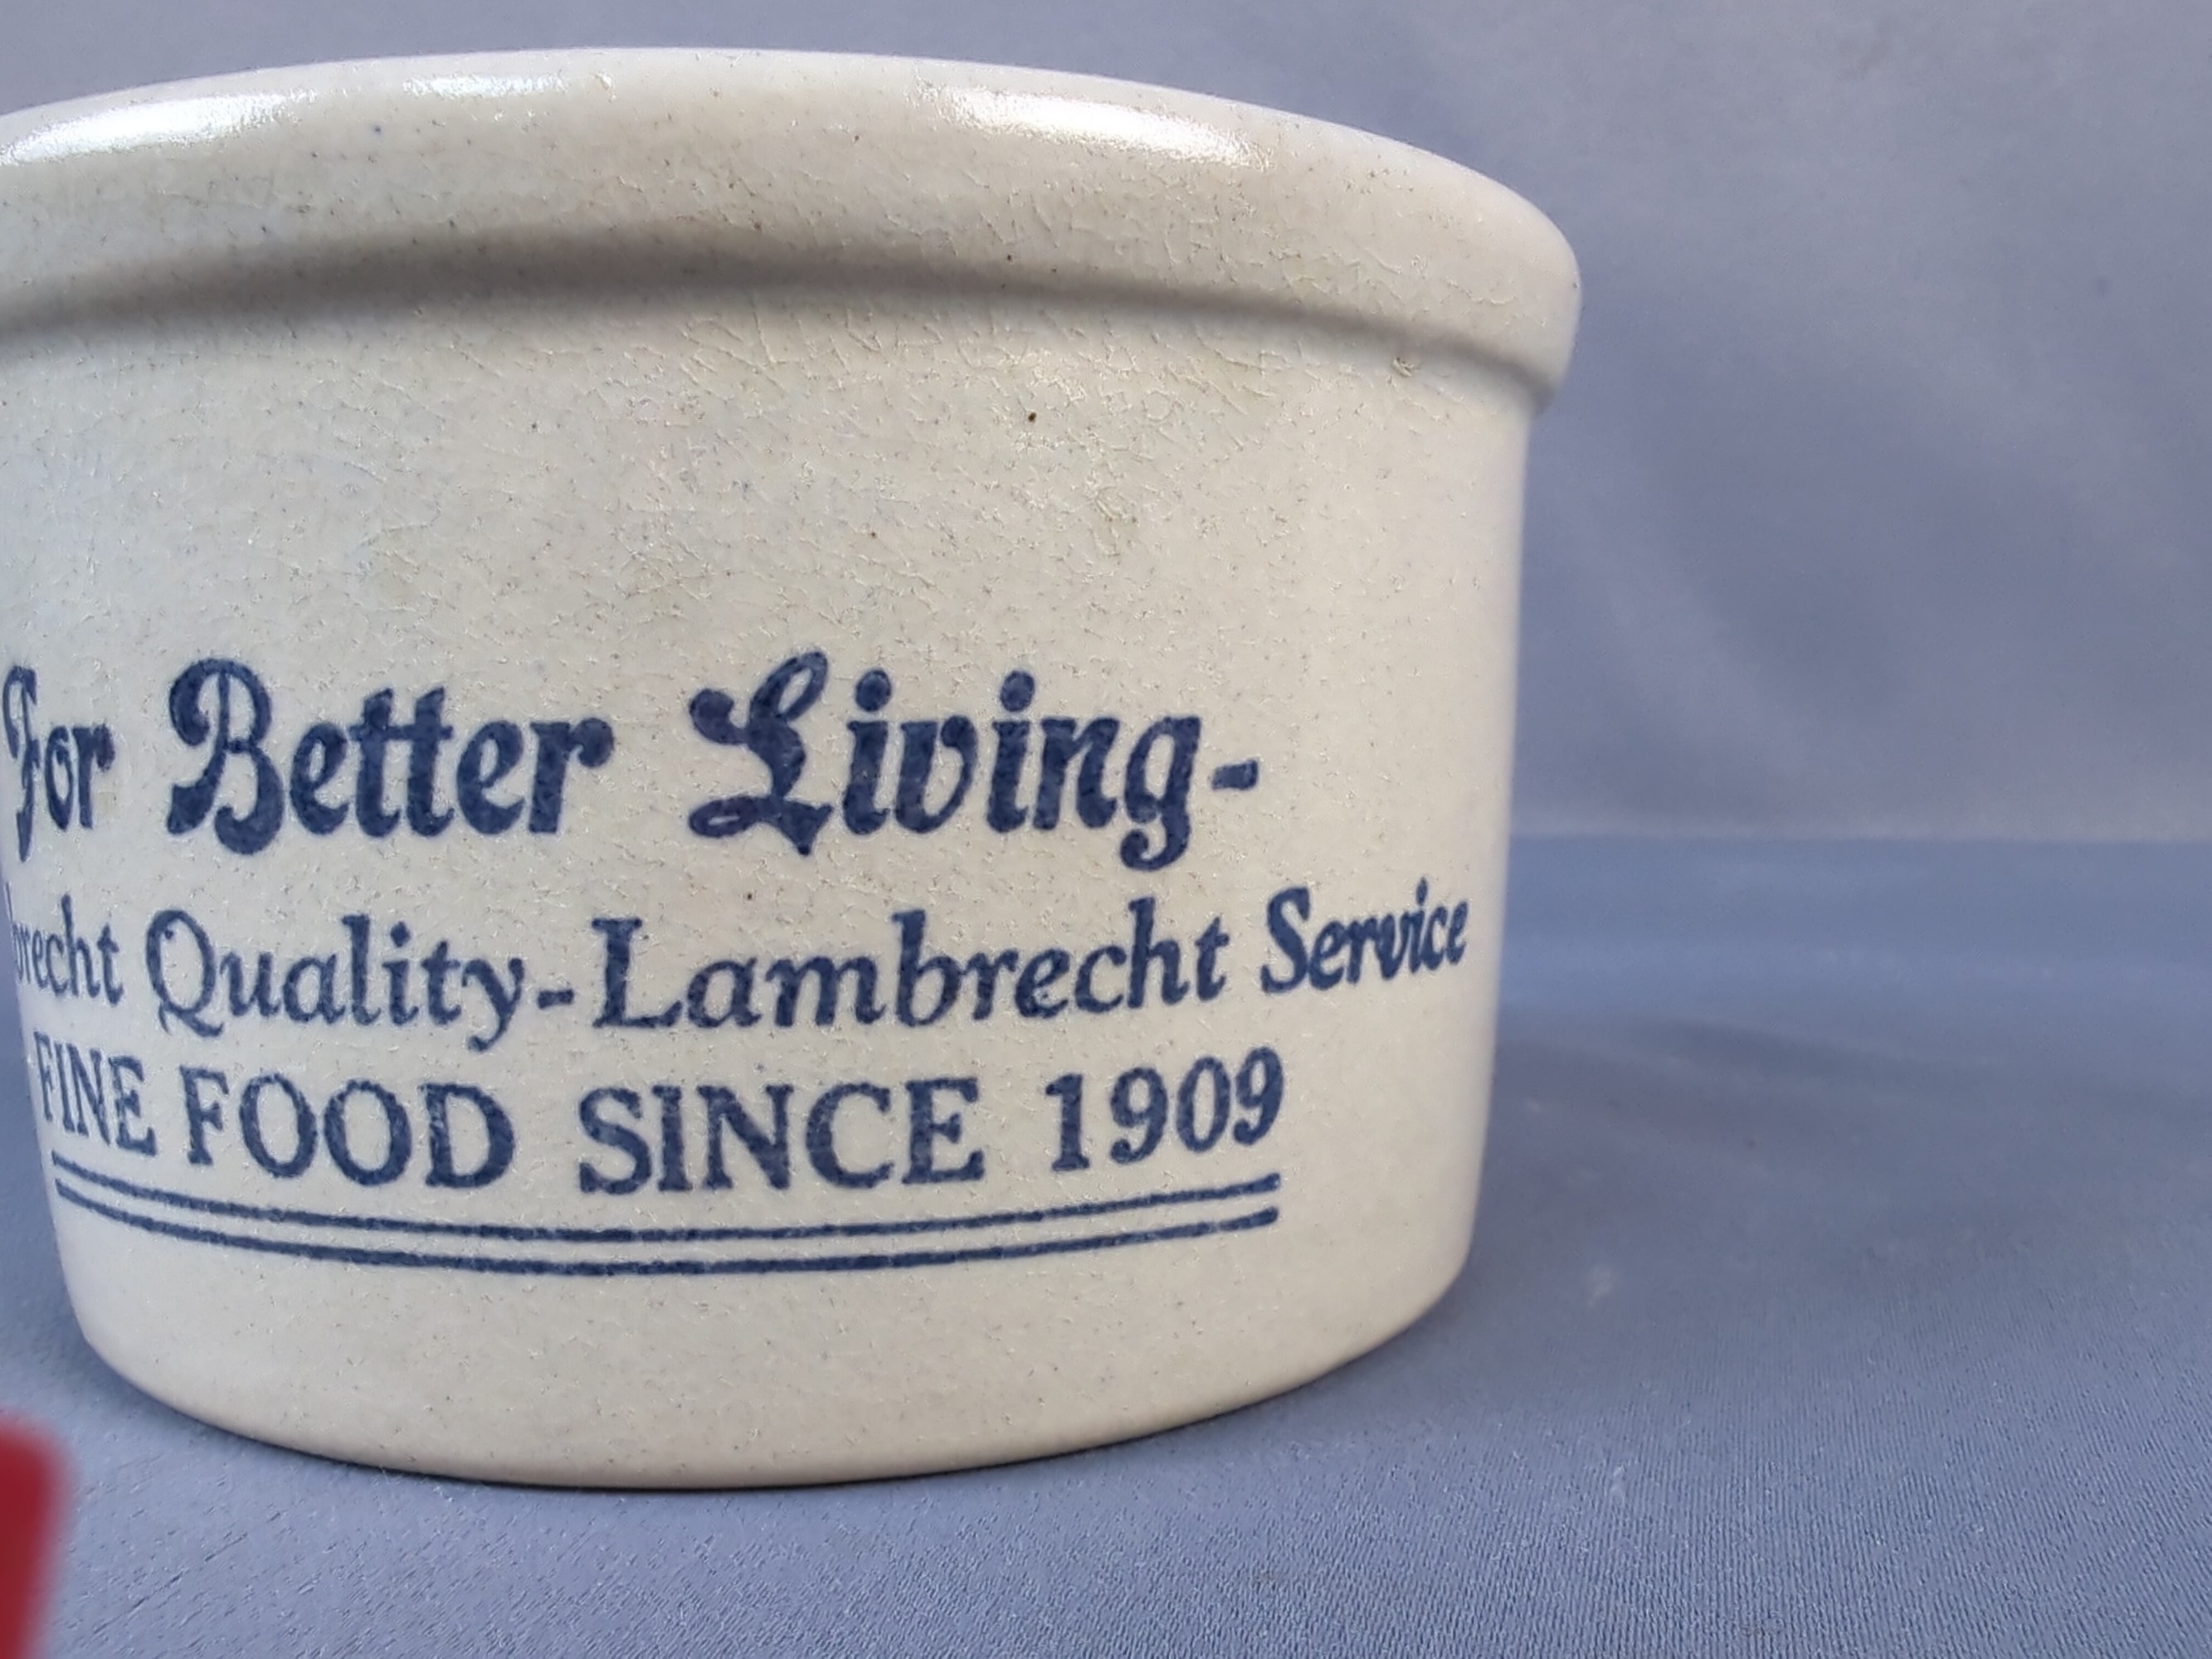 For Better Living-
brecht Quality-Lambrecht Service
FINE FOOD SINCE 1909